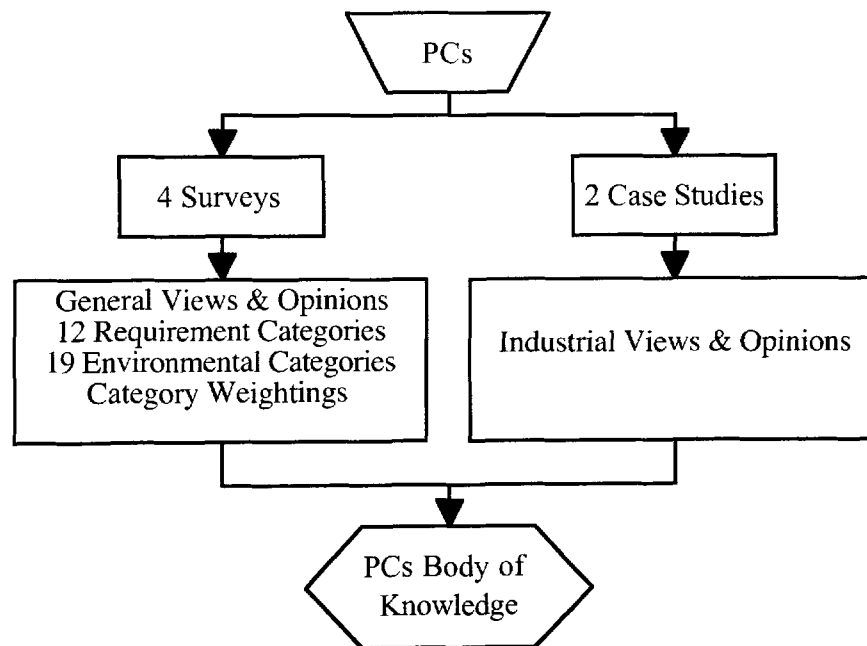 PCs
4 Surveys
2 Case Studies
General Views & Opinions
12 Requirement Categories
19 Environmental Categories
Category Weightings
Industrial Views & Opinions
PCs Body of
Knowledge